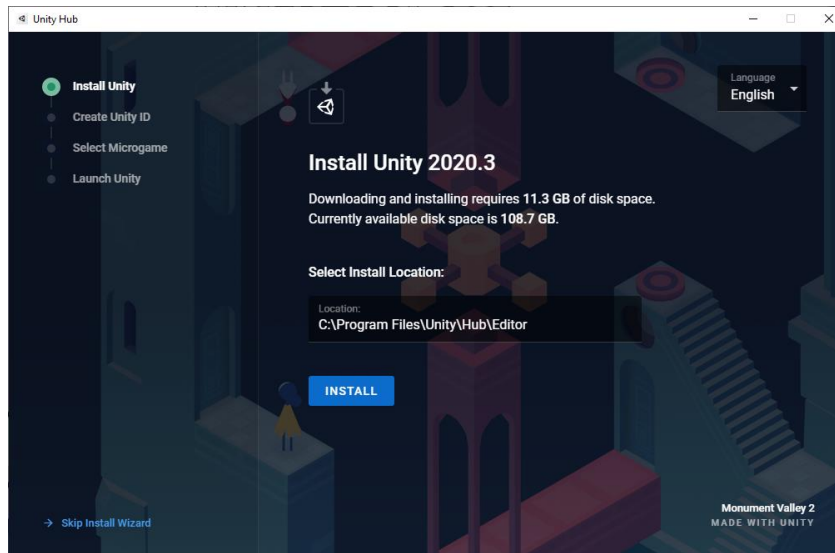 Unity Hub
Install Unity
Create Unity ID
Select Microgame
Launch Unity
Language
English
Install Unity 2020.3
Downloading and installing requires 11.3 GB of disk space.
Currently available disk space is 108.7 GB.
Select Install Location:
Location:
C:\Program Files\Unity\Hub\Editor
INSTALL
Skip Install Wizard
Monument Valley 2
MADE WITH UNITY